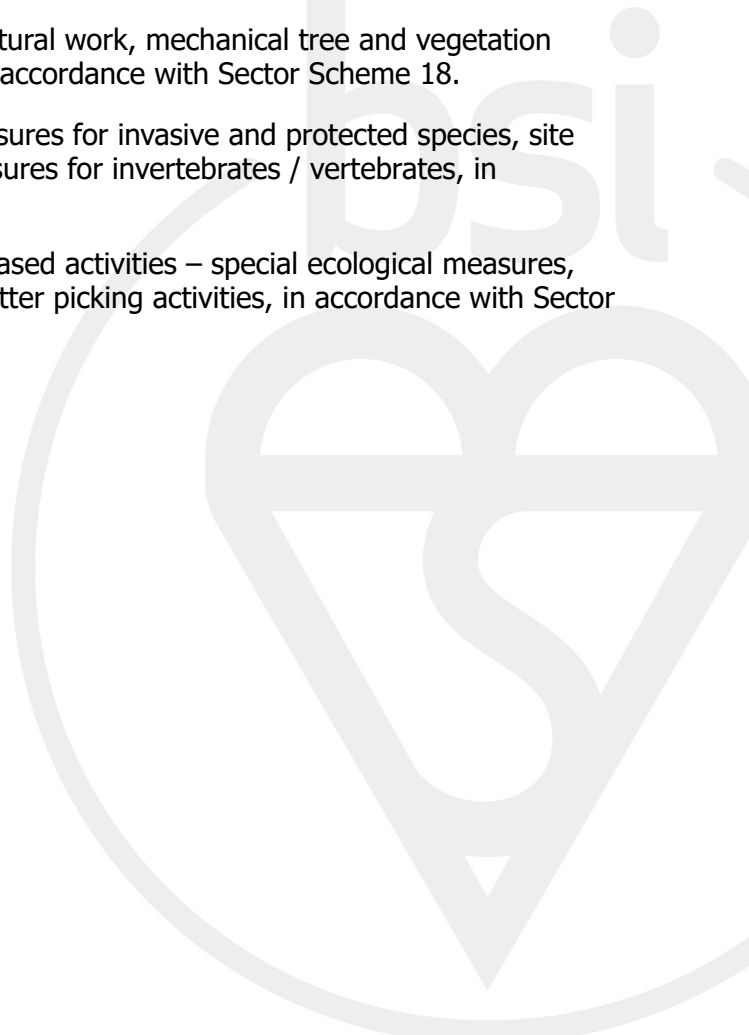 tural work, mechanical tree and vegetation
accordance with Sector Scheme 18.
sures for invasive and protected species, site
sures for invertebrates / vertebrates, in
ased activities – special ecological measures,
tter picking activities, in accordance with Sector
bsi